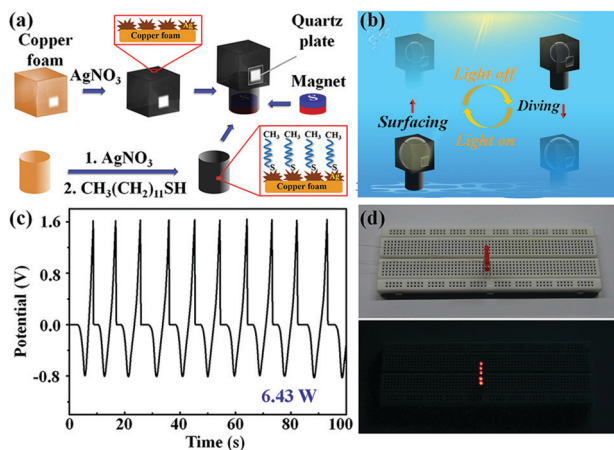 (a)
Copper
foam
AgNO3
Ag
Copper foam
Quartz
plate
S
Magnet
S
1. AgNO3
2. CH3(CH2)11SH
CH3 CH3 CH3 CH3
S S S S
Ag
Copper foam
(b)
Light off
Diving
Surfacing
Light on
(c)
Potential (V)
1.6
0.8
0.0
-0.8
0 20 40 60 80 100
6.43 W
Time (s)
(d)